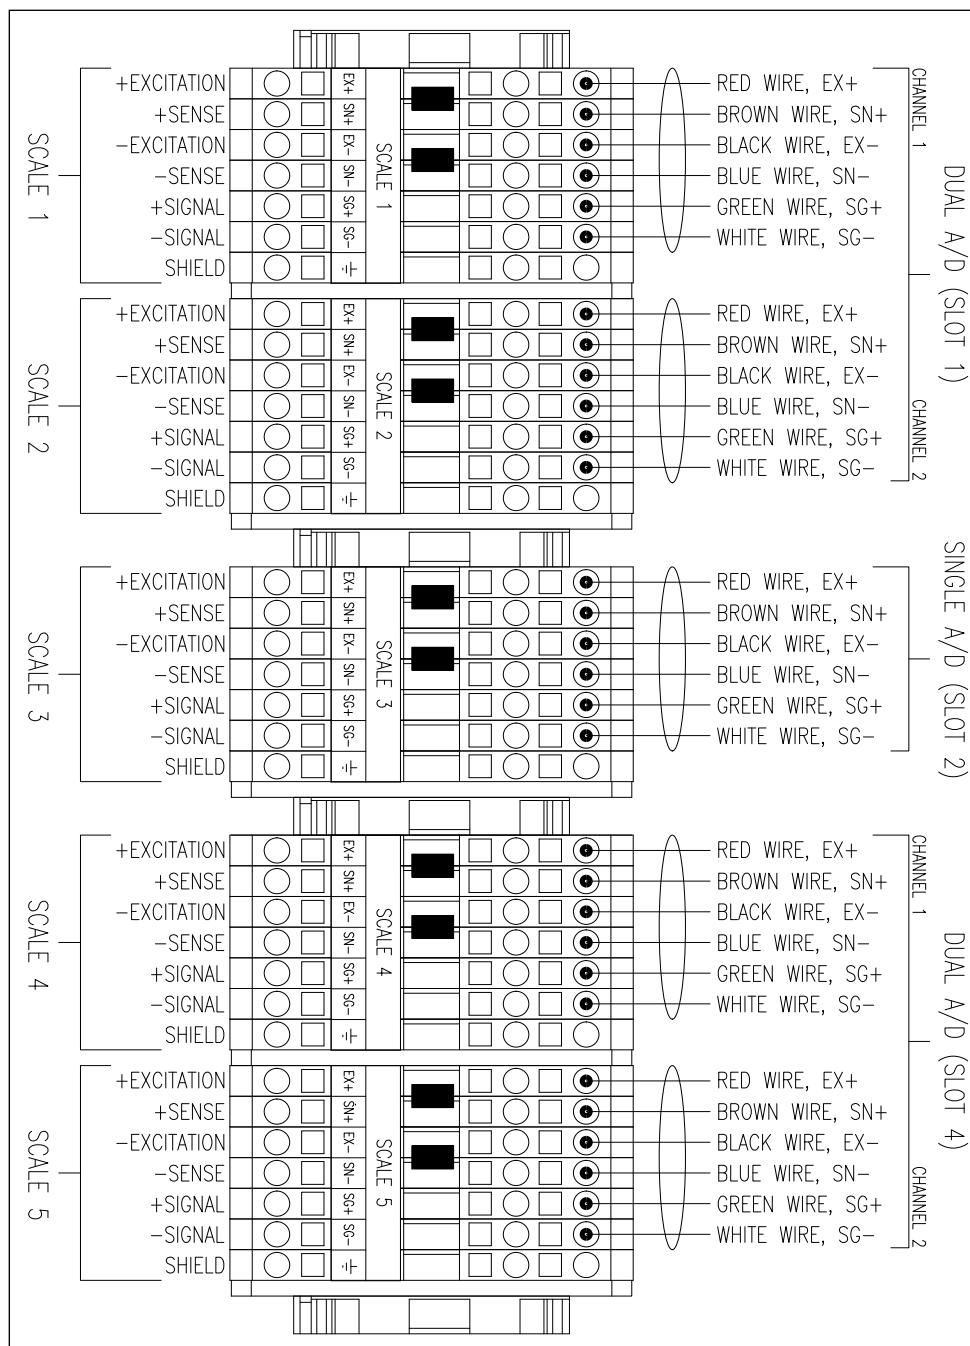 SCALE 1
+EXCITATION EX+ RED WIRE, EX+
+SENSE SN+ BROWN WIRE, SN+
−EXCITATION EX− BLACK WIRE, EX−
−SENSE SN− BLUE WIRE, SN−
+SIGNAL SG+ GREEN WIRE, SG+
−SIGNAL SG− WHITE WIRE, SG−
SHIELD
SCALE 1
CHANNEL 1
DUAL A/D (SLOT 1)
SCALE 2
+EXCITATION EX+ RED WIRE, EX+
+SENSE SN+ BROWN WIRE, SN+
−EXCITATION EX− BLACK WIRE, EX−
−SENSE SN− BLUE WIRE, SN−
+SIGNAL SG+ GREEN WIRE, SG+
−SIGNAL SG− WHITE WIRE, SG−
SHIELD
SCALE 2
CHANNEL 2
SCALE 3
+EXCITATION EX+ RED WIRE, EX+
+SENSE SN+ BROWN WIRE, SN+
−EXCITATION EX− BLACK WIRE, EX−
−SENSE SN− BLUE WIRE, SN−
+SIGNAL SG+ GREEN WIRE, SG+
−SIGNAL SG− WHITE WIRE, SG−
SHIELD
SCALE 3
SINGLE A/D (SLOT 2)
SCALE 4
+EXCITATION EX+ RED WIRE, EX+
+SENSE SN+ BROWN WIRE, SN+
−EXCITATION EX− BLACK WIRE, EX−
−SENSE SN− BLUE WIRE, SN−
+SIGNAL SG+ GREEN WIRE, SG+
−SIGNAL SG− WHITE WIRE, SG−
SHIELD
SCALE 4
CHANNEL 1
DUAL A/D (SLOT 4)
SCALE 5
+EXCITATION EX+ RED WIRE, EX+
+SENSE SN+ BROWN WIRE, SN+
−EXCITATION EX− BLACK WIRE, EX−
−SENSE SN− BLUE WIRE, SN−
+SIGNAL SG+ GREEN WIRE, SG+
−SIGNAL SG− WHITE WIRE, SG−
SHIELD
SCALE 5
CHANNEL 2